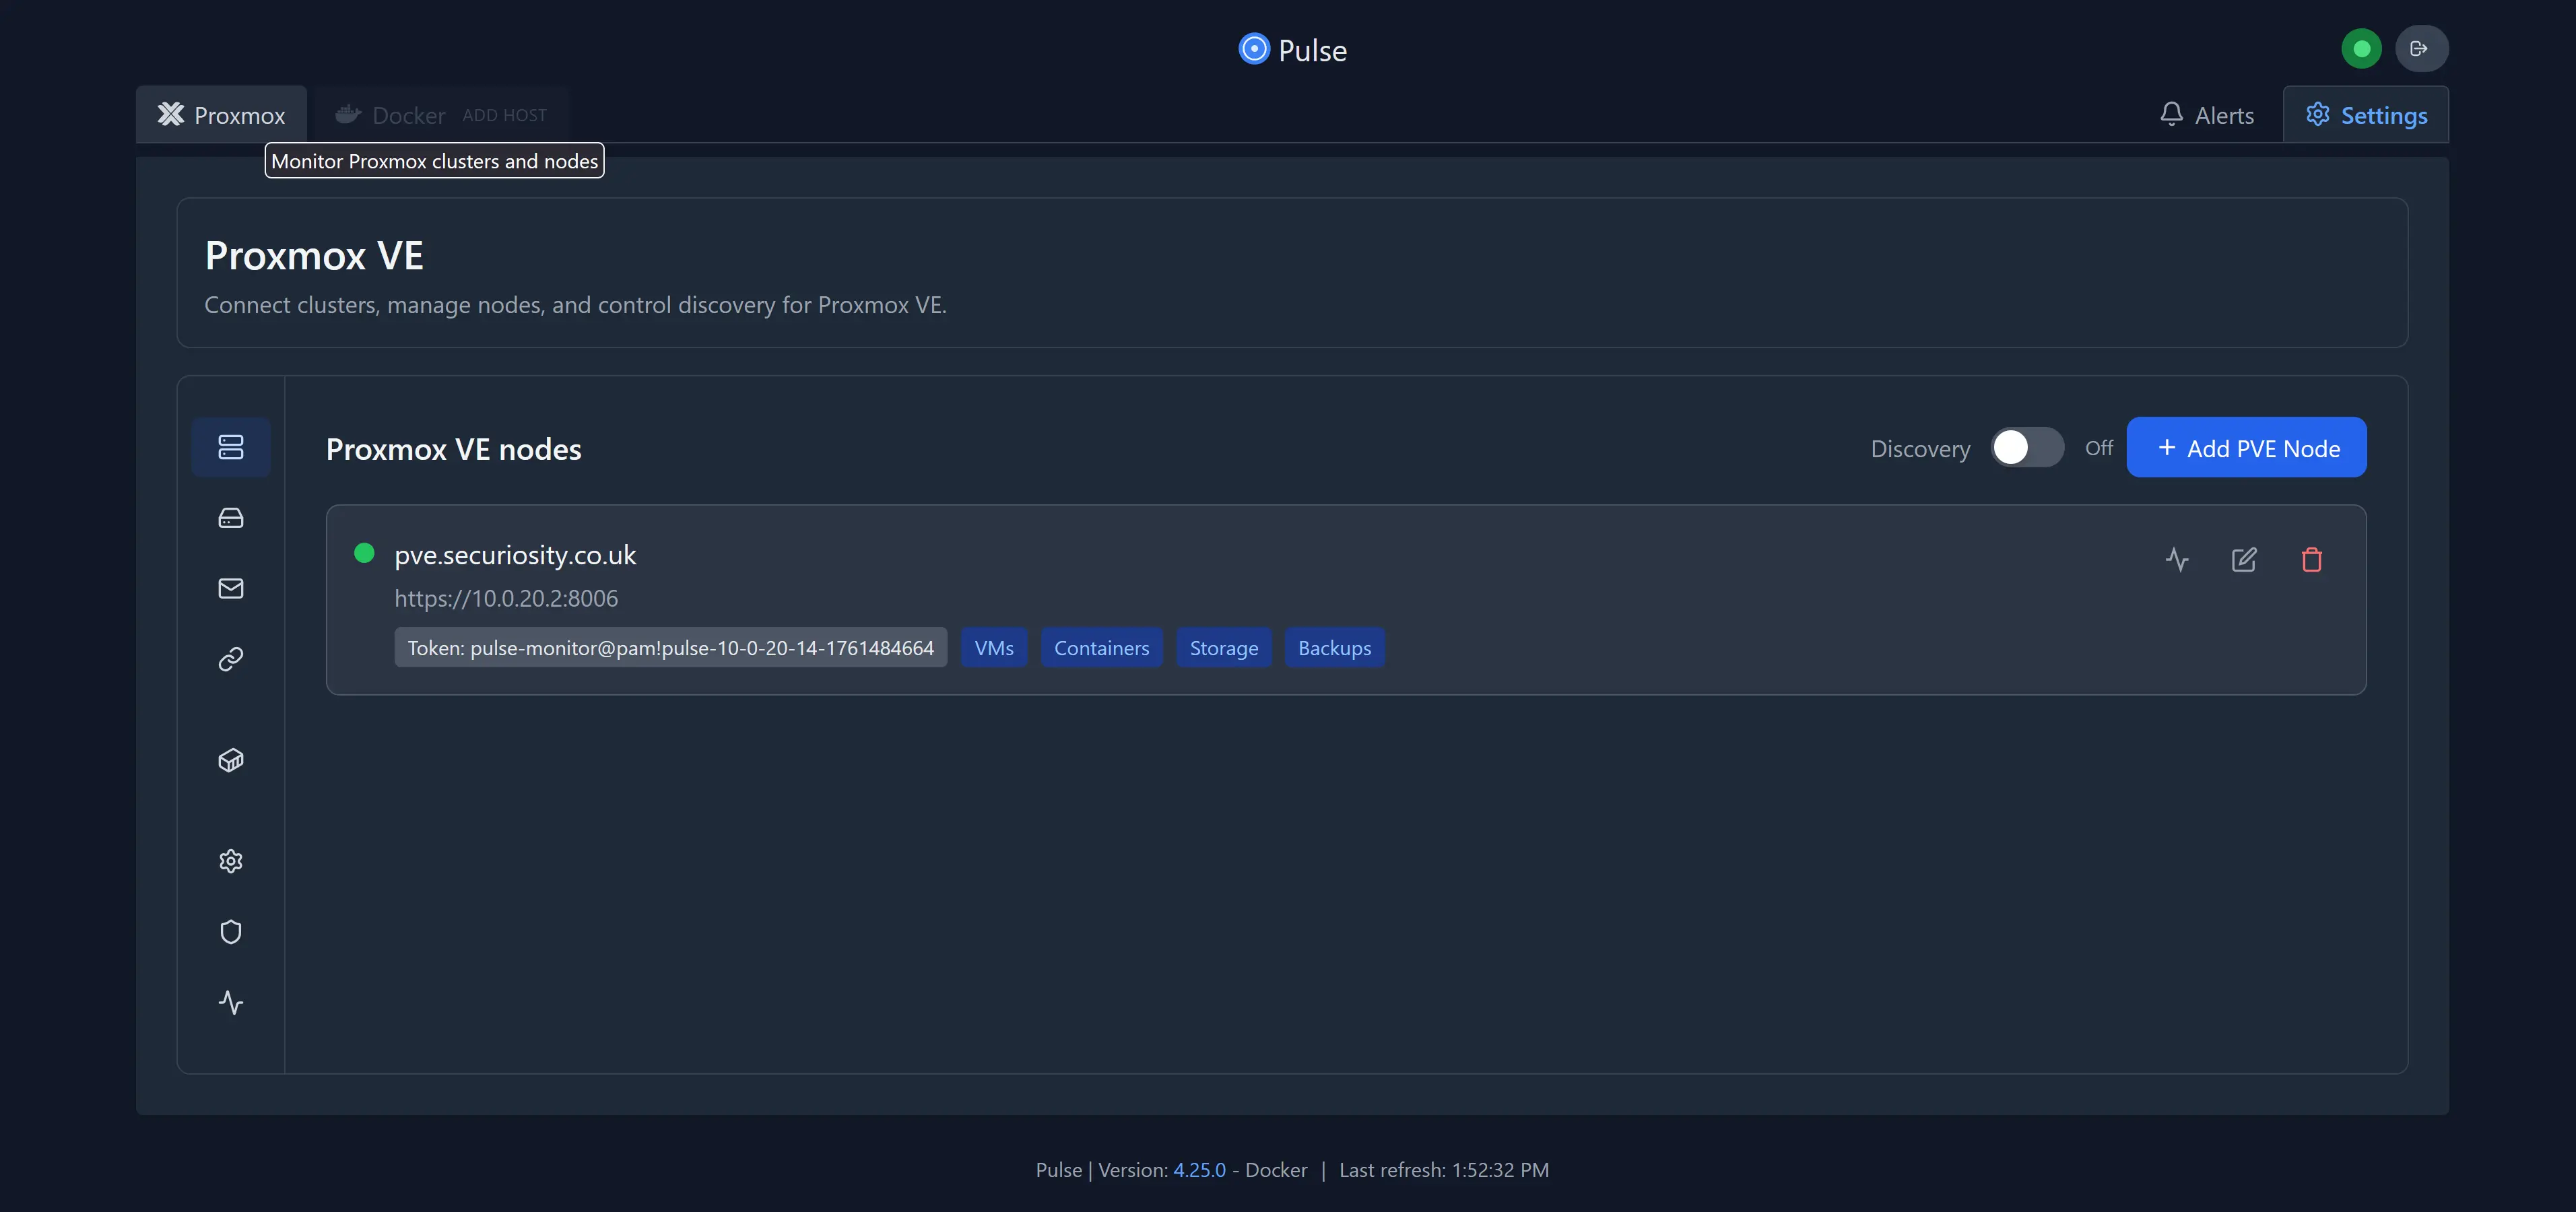 Pulse
Proxmox
Docker ADD HOST
Alerts
Settings
Monitor Proxmox clusters and nodes
Proxmox VE
Connect clusters, manage nodes, and control discovery for Proxmox VE.
Proxmox VE nodes
Discovery
Off
+ Add PVE Node
pve.securiosity.co.uk
https://10.0.20.2:8006
Token: pulse-monitor@pam!pulse-10-0-20-14-1761484664
VMs
Containers
Storage
Backups
Pulse | Version: 4.25.0 - Docker | Last refresh: 1:52:32 PM